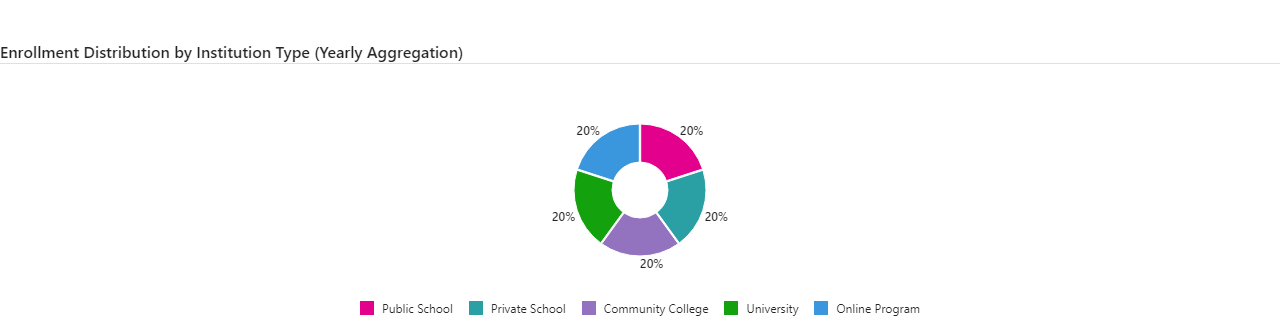 Enrollment Distribution by Institution Type (Yearly Aggregation)
20% 20%
20% 20%
20%
Public School Private School Community College University Online Program